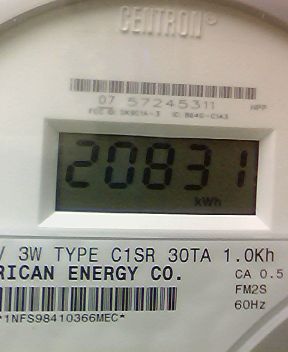 CENTRON®
07 57245311
20831
kWh
V 3W TYPE C1SR 30TA 1.0Kh
RICAN ENERGY CO.
CA 0.5
FM2S
60Hz
*1NFS98410366MEC*